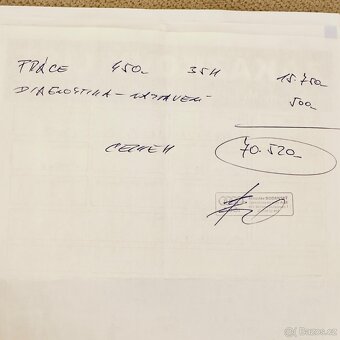 PRÁCE 450,- 35H 15.750,-
DIAGNOSTIKA - NASTAVENÍ 500,-
CELKEM 70.520,-
Bazos.cz